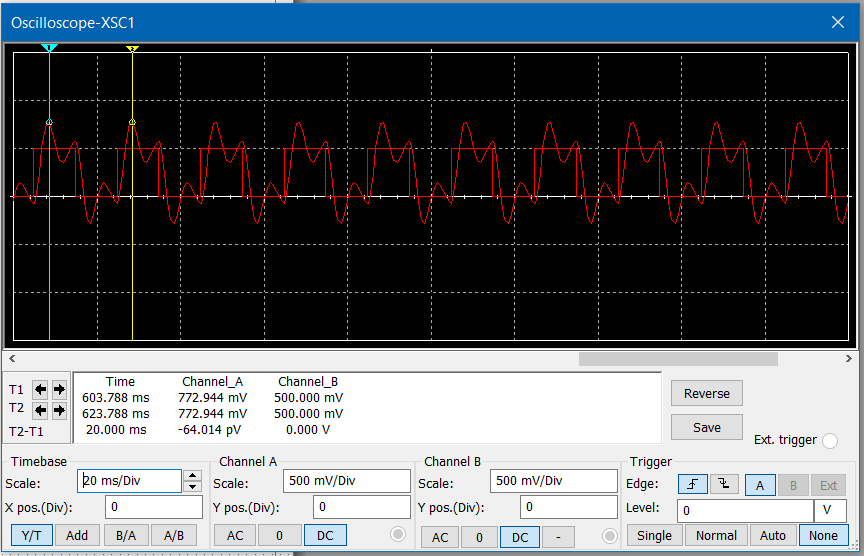 Oscilloscope-XSC1
1 2
T1
T2
T2-T1
Time Channel_A Channel_B
603.788 ms 772.944 mV 500.000 mV
623.788 ms 772.944 mV 500.000 mV
20.000 ms -64.014 pV 0.000 V
Reverse
Save
Ext. trigger
Timebase
Scale: 20 ms/Div
X pos.(Div): 0
Y/T Add B/A A/B
Channel A
Scale: 500 mV/Div
Y pos.(Div): 0
AC 0 DC
Channel B
Scale: 500 mV/Div
Y pos.(Div): 0
AC 0 DC -
Trigger
Edge: A B Ext
Level: 0 V
Single Normal Auto None